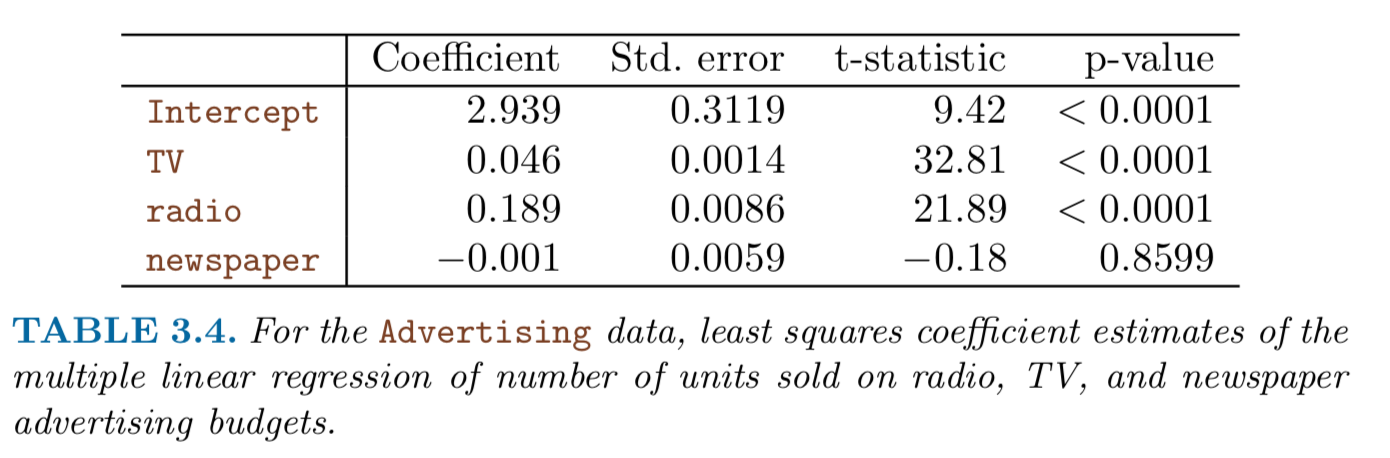 Coefficient Std. error t-statistic p-value
Intercept 2.939 0.3119 9.42 < 0.0001
TV 0.046 0.0014 32.81 < 0.0001
radio 0.189 0.0086 21.89 < 0.0001
newspaper −0.001 0.0059 −0.18 0.8599
TABLE 3.4. For the Advertising data, least squares coefficient estimates of the
multiple linear regression of number of units sold on radio, TV, and newspaper
advertising budgets.